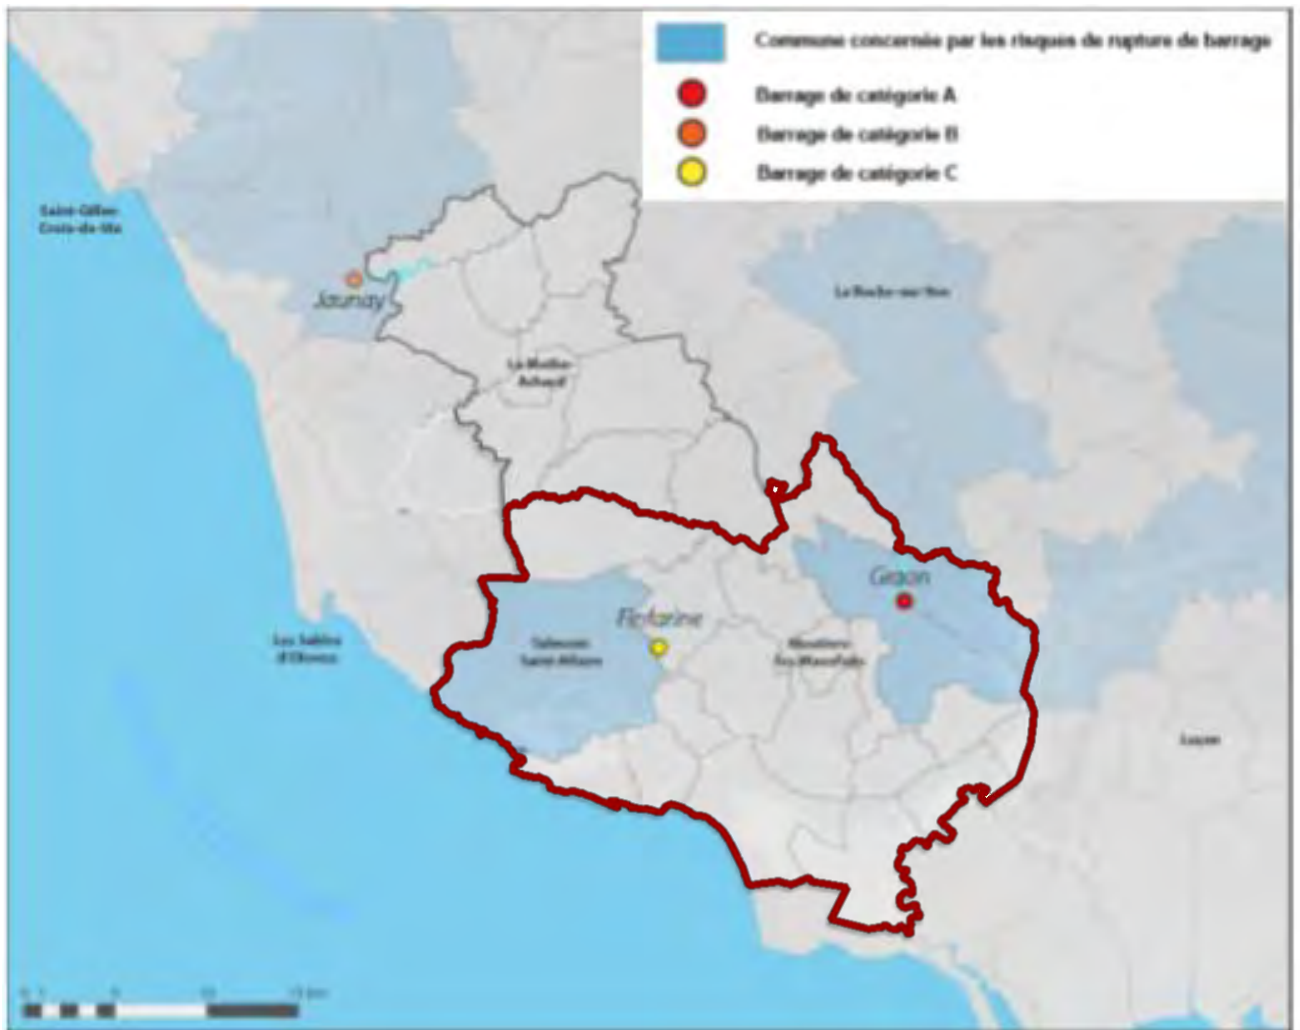 Commune concernée par les risques de rupture de barrage
Barrage de catégorie A
Barrage de catégorie B
Barrage de catégorie C
Saint-Gilles-
Croix-de-Vie
Jaunay
La Roche-sur-Yon
La Mothe-
Achard
Graon
Finfarine
Les Sables
d'Olonne
Talmont-
Saint-Hilaire
Moutiers-
les-Mauxfaits
Luçon